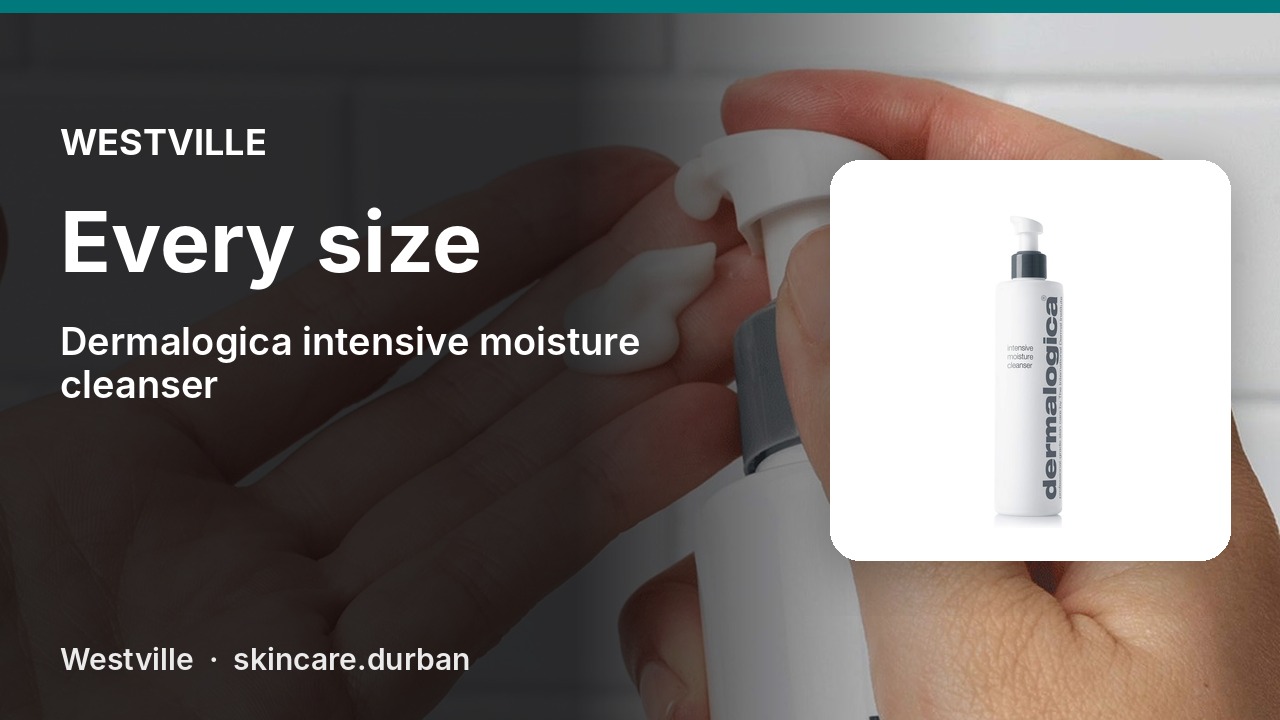 WESTVILLE
Every size
Dermalogica intensive moisture
cleanser
intensive
moisture
cleanser
dermalogica
Westville · skincare.durban